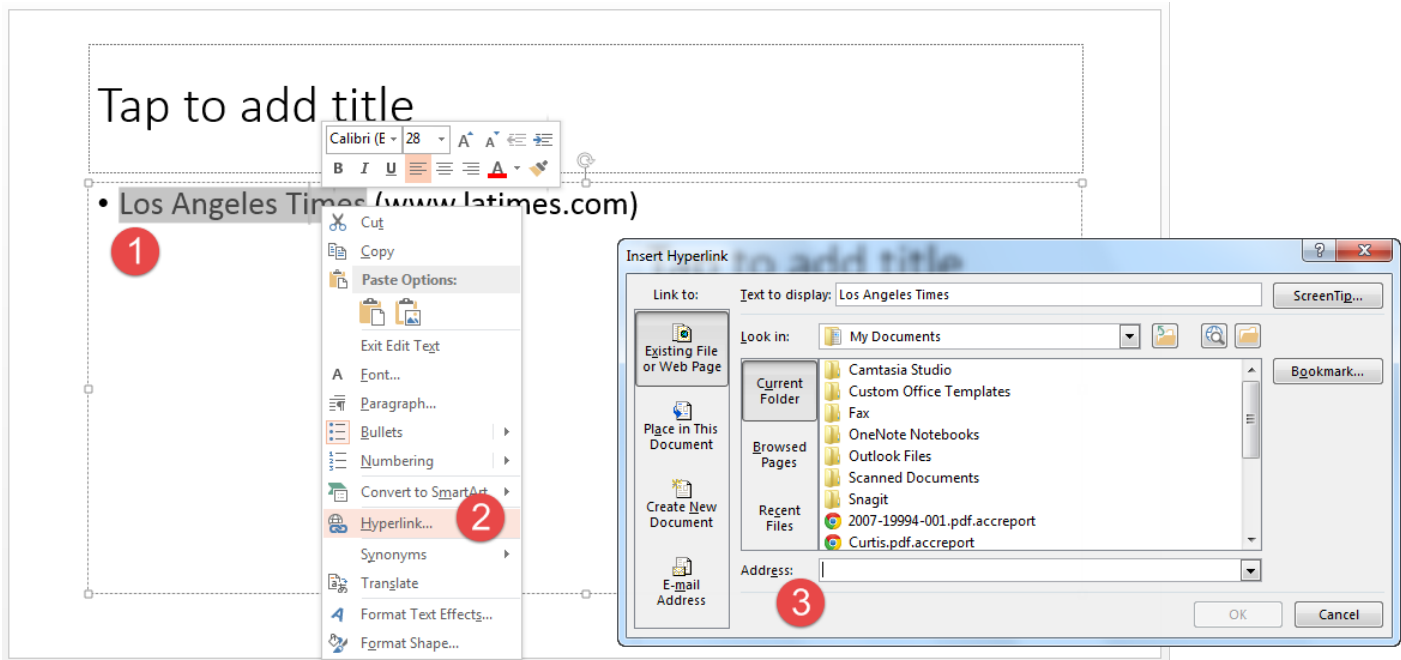 Tap to add title
Calibri (E 28 A A
B I U A
• Los Angeles Times (www.latimes.com)
1
Cut
Copy
Paste Options:
Exit Edit Text
A Font...
Paragraph...
Bullets
Numbering
Convert to SmartArt
Hyperlink...
2
Synonyms
Translate
A Format Text Effects...
Format Shape...
Insert Hyperlink
Tap to add title
?
X
Link to:
Text to display: Los Angeles Times
ScreenTip...
Existing File
or Web Page
Place in This
Document
Create New
Document
E-mail
Address
Look in: My Documents
Bookmark...
Current
Folder
Browsed
Pages
Recent
Files
Camtasia Studio
Custom Office Templates
Fax
OneNote Notebooks
Outlook Files
Scanned Documents
Snagit
2007-19994-001.pdf.accreport
Curtis.pdf.accreport
Address:
3
OK
Cancel